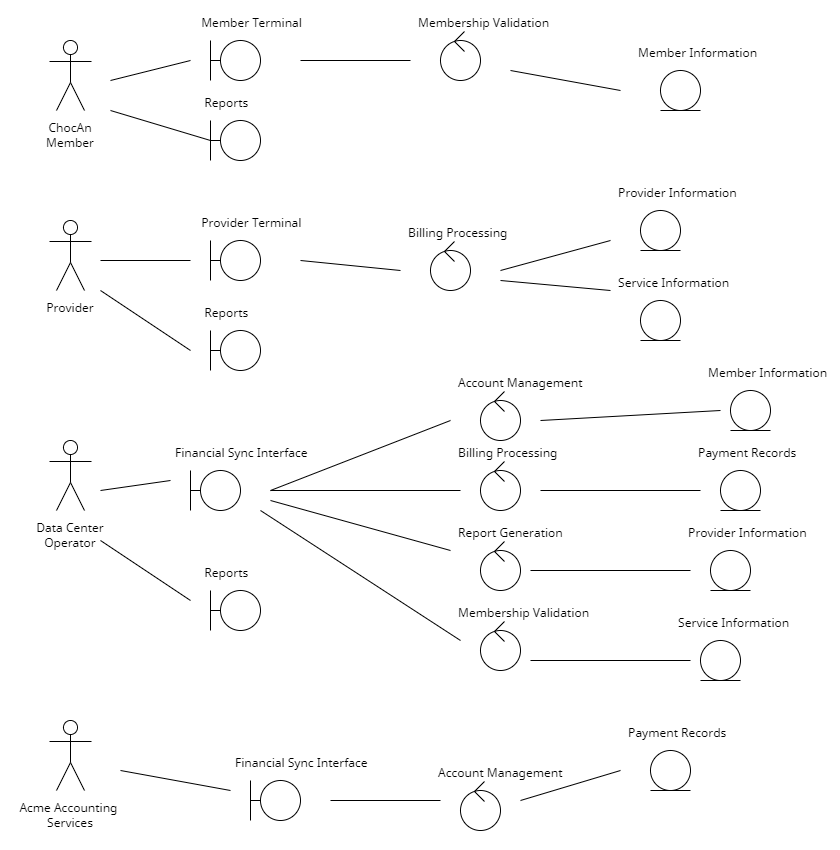 Member Terminal
Membership Validation
Member Information
Reports
ChocAn
Member
Provider Information
Provider Terminal
Billing Processing
Service Information
Provider
Reports
Member Information
Account Management
Financial Sync Interface
Billing Processing
Payment Records
Data Center
Operator
Report Generation
Provider Information
Reports
Membership Validation
Service Information
Payment Records
Financial Sync Interface
Account Management
Acme Accounting
Services